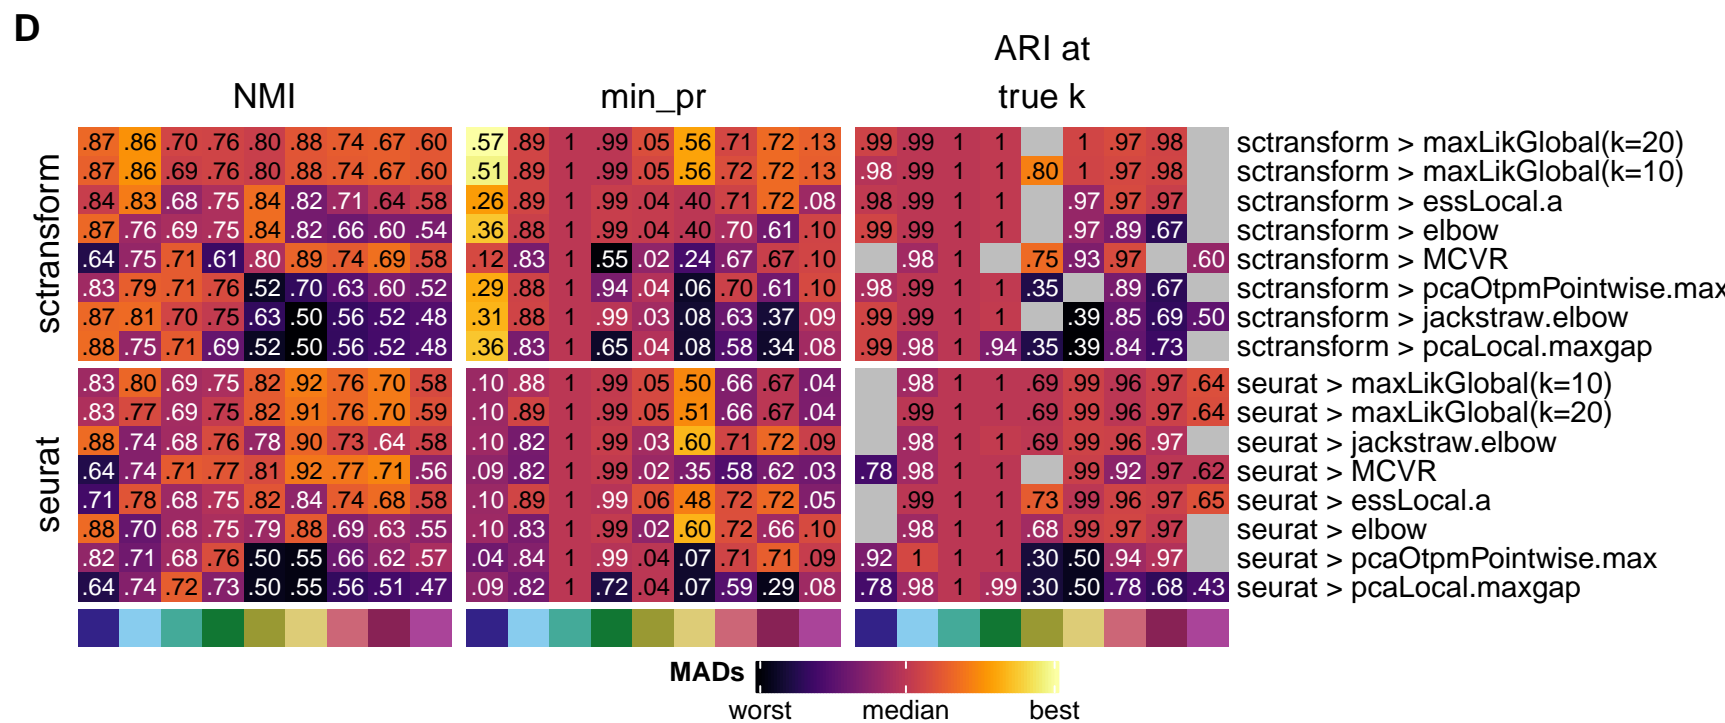 D
ARI at
NMI min_pr true k
sctransform
.87 .86 .70 .76 .80 .88 .74 .67 .60 .57 .89 1 .99 .05 .56 .71 .72 .13 .99 .99 1 1 1 .97 .98 sctransform > maxLikGlobal(k=20)
.87 .86 .69 .76 .80 .88 .74 .67 .60 .51 .89 1 .99 .05 .56 .72 .72 .13 .98 .99 1 1 .80 1 .97 .98 sctransform > maxLikGlobal(k=10)
.84 .83 .68 .75 .84 .82 .71 .64 .58 .26 .89 1 .99 .04 .40 .71 .72 .08 .98 .99 1 1 .97 .97 .97 sctransform > essLocal.a
.87 .76 .69 .75 .84 .82 .66 .60 .54 .36 .88 1 .99 .04 .40 .70 .61 .10 .99 .99 1 1 .97 .89 .67 sctransform > elbow
.64 .75 .71 .61 .80 .89 .74 .69 .58 .12 .83 1 .55 .02 .24 .67 .67 .10 .98 1 .75 .93 .97 .60 sctransform > MCVR
.83 .79 .71 .76 .52 .70 .63 .60 .52 .29 .88 1 .94 .04 .06 .70 .61 .10 .98 .99 1 1 .35 .89 .67 sctransform > pcaOtpmPointwise.max
.87 .81 .70 .75 .63 .50 .56 .52 .48 .31 .88 1 .99 .03 .08 .63 .37 .09 .99 .99 1 1 .39 .85 .69 .50 sctransform > jackstraw.elbow
.88 .75 .71 .69 .52 .50 .56 .52 .48 .36 .83 1 .65 .04 .08 .58 .34 .08 .99 .98 1 .94 .35 .39 .84 .73 sctransform > pcaLocal.maxgap
seurat
.83 .80 .69 .75 .82 .92 .76 .70 .58 .10 .88 1 .99 .05 .50 .66 .67 .04 .98 1 1 .69 .99 .96 .97 .64 seurat > maxLikGlobal(k=10)
.83 .77 .69 .75 .82 .91 .76 .70 .59 .10 .89 1 .99 .05 .51 .66 .67 .04 .99 1 1 .69 .99 .96 .97 .64 seurat > maxLikGlobal(k=20)
.88 .74 .68 .76 .78 .90 .73 .64 .58 .10 .82 1 .99 .03 .60 .71 .72 .09 .98 1 1 .69 .99 .96 .97 seurat > jackstraw.elbow
.64 .74 .71 .77 .81 .92 .77 .71 .56 .09 .82 1 .99 .02 .35 .58 .62 .03 .78 .98 1 1 .99 .92 .97 .62 seurat > MCVR
.71 .78 .68 .75 .82 .84 .74 .68 .58 .10 .89 1 .99 .06 .48 .72 .72 .05 .99 1 1 .73 .99 .96 .97 .65 seurat > essLocal.a
.88 .70 .68 .75 .79 .88 .69 .63 .55 .10 .83 1 .99 .02 .60 .72 .66 .10 .98 1 1 .68 .99 .97 .97 seurat > elbow
.82 .71 .68 .76 .50 .55 .66 .62 .57 .04 .84 1 .99 .04 .07 .71 .71 .09 .92 1 1 1 .30 .50 .94 .97 seurat > pcaOtpmPointwise.max
.64 .74 .72 .73 .50 .55 .56 .51 .47 .09 .82 1 .72 .04 .07 .59 .29 .08 .78 .98 1 .99 .30 .50 .78 .68 .43 seurat > pcaLocal.maxgap
MADs
worst median best